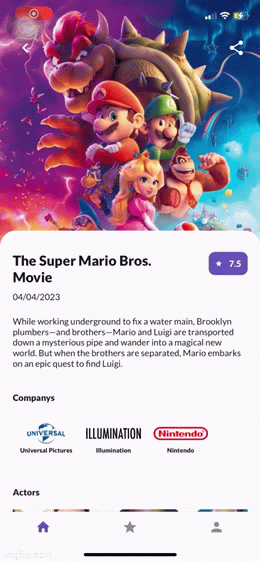 The Super Mario Bros.
Movie
7.5
04/04/2023
While working underground to fix a water main, Brooklyn
plumbers—and brothers—Mario and Luigi are transported
down a mysterious pipe and wander into a magical new
world. But when the brothers are separated, Mario embarks
on an epic quest to find Luigi.
Companys
UNIVERSAL
ILLUMINATION
Nintendo
Universal Pictures
Illumination
Nintendo
Actors